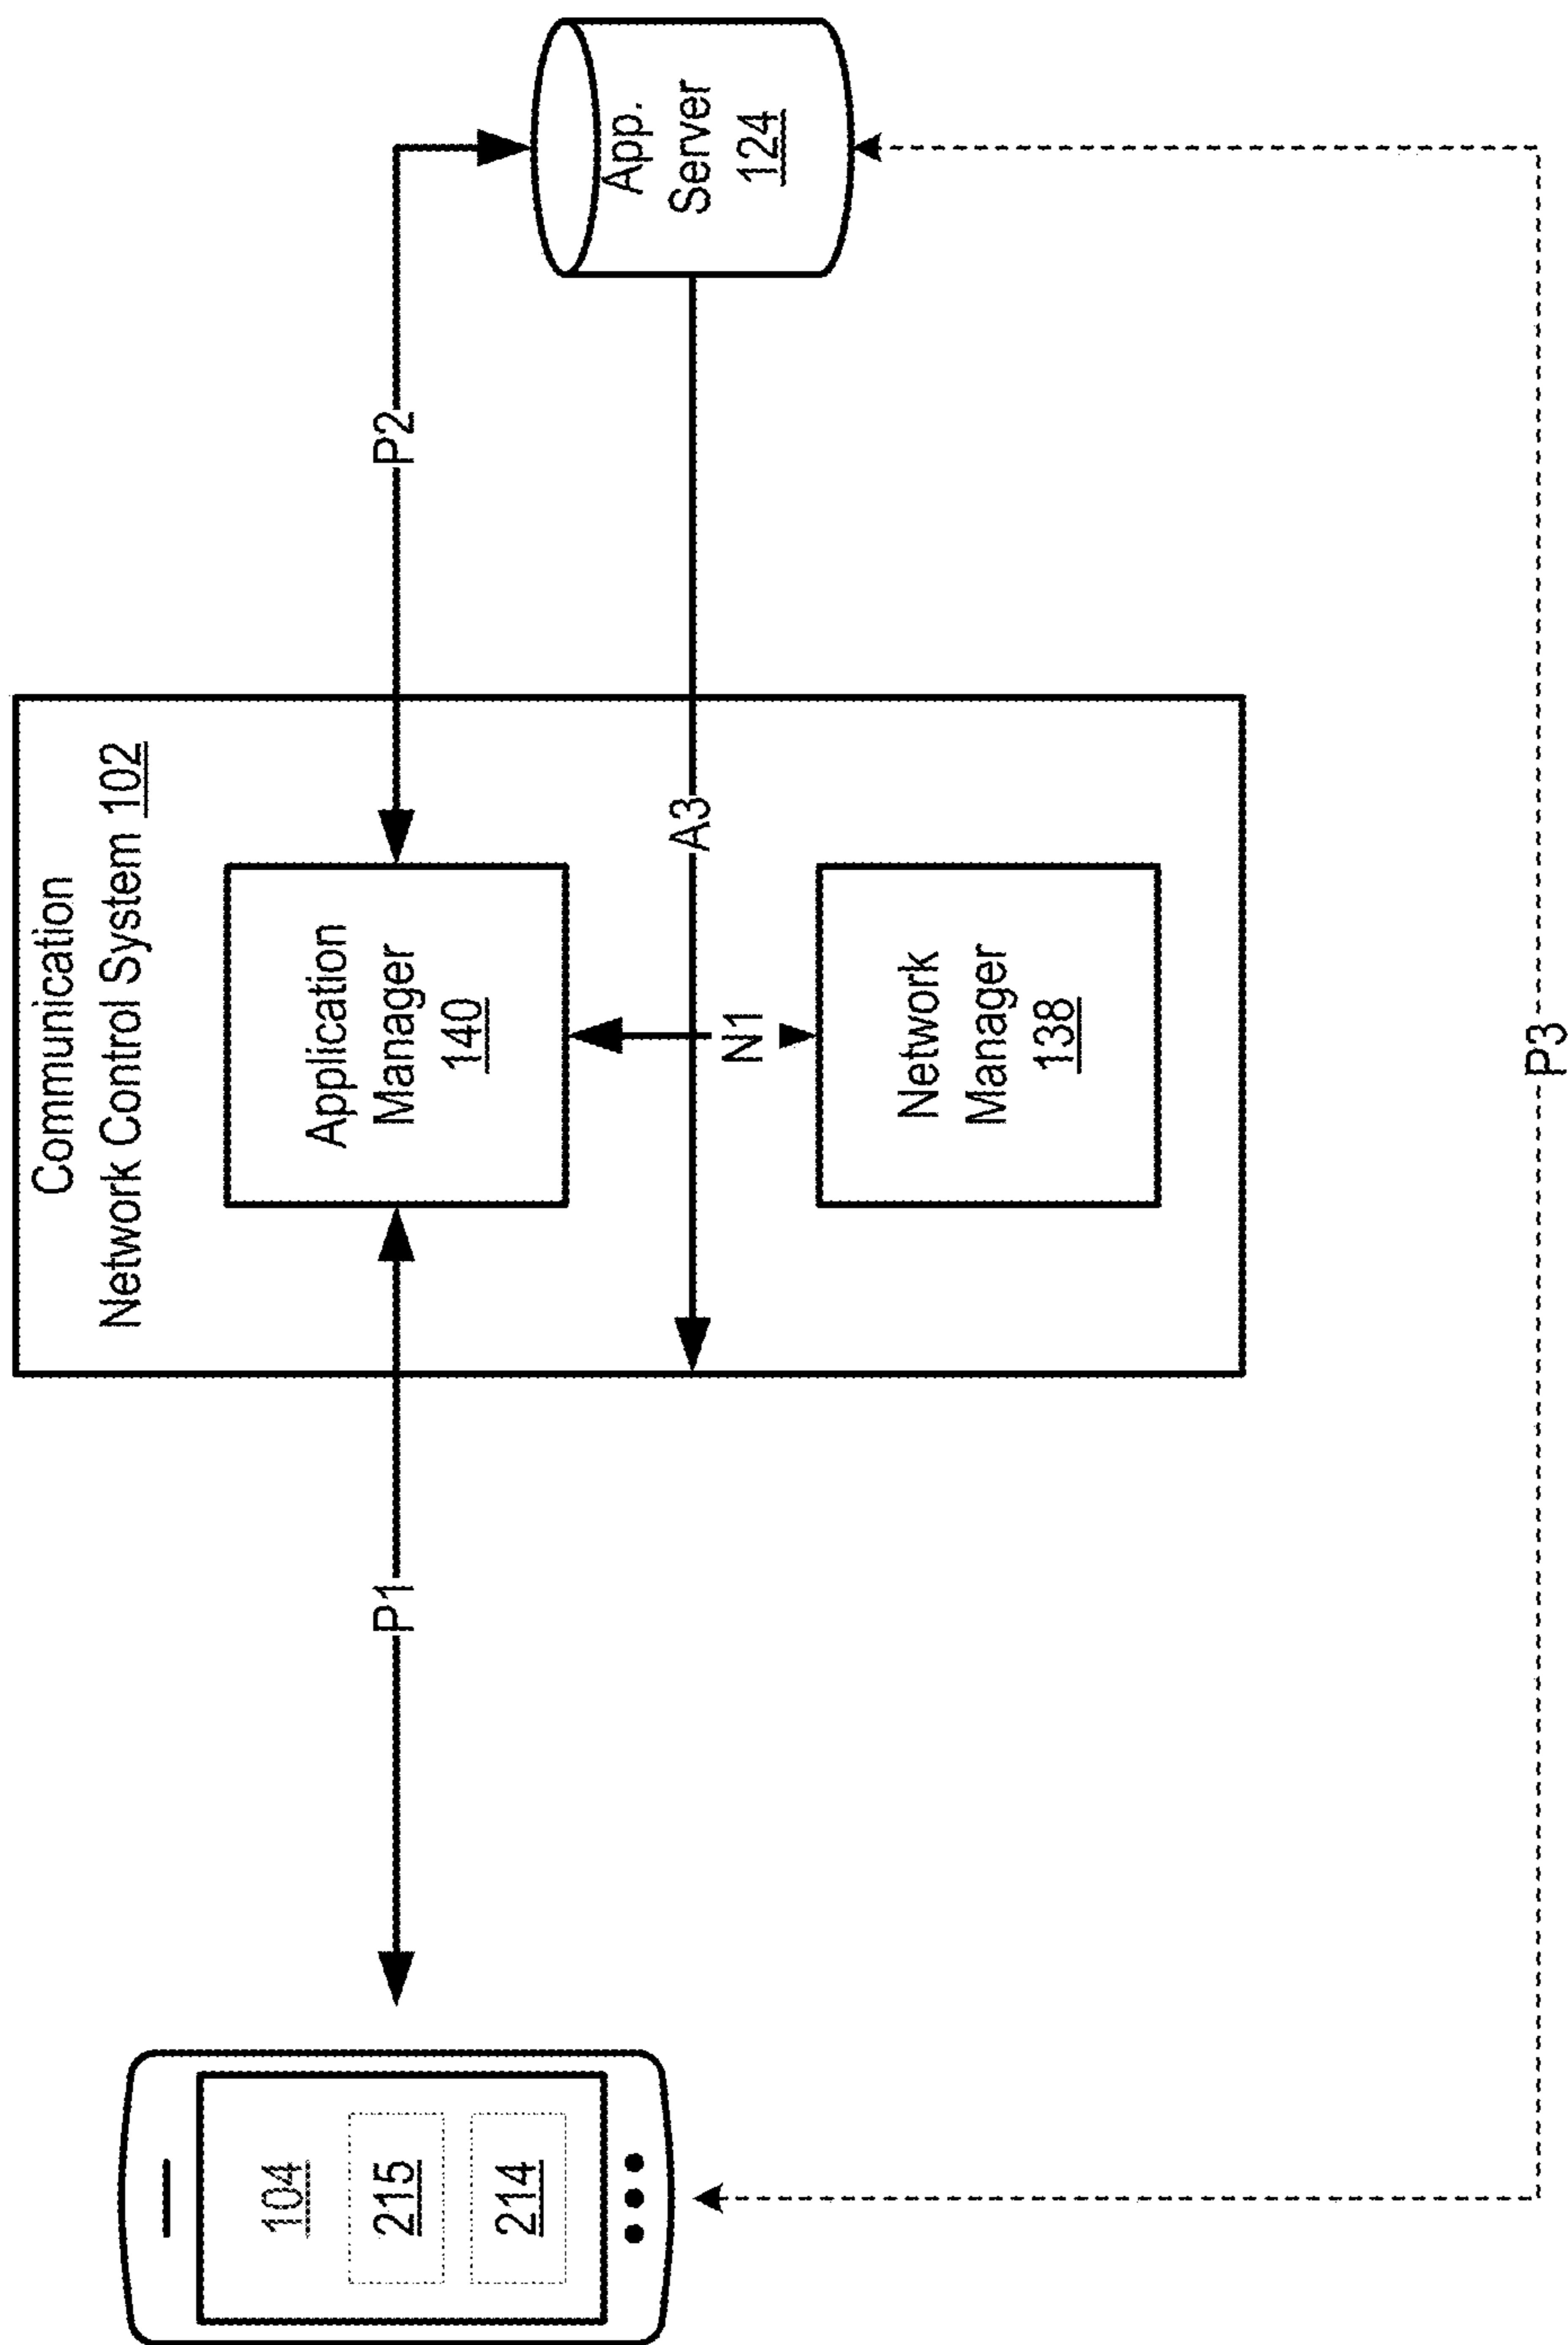 Communication
Network Control System 102
104
215
214
P1
Application
Manager
140
P2
App.
Server
124
A3
N1
Network
Manager
138
P3